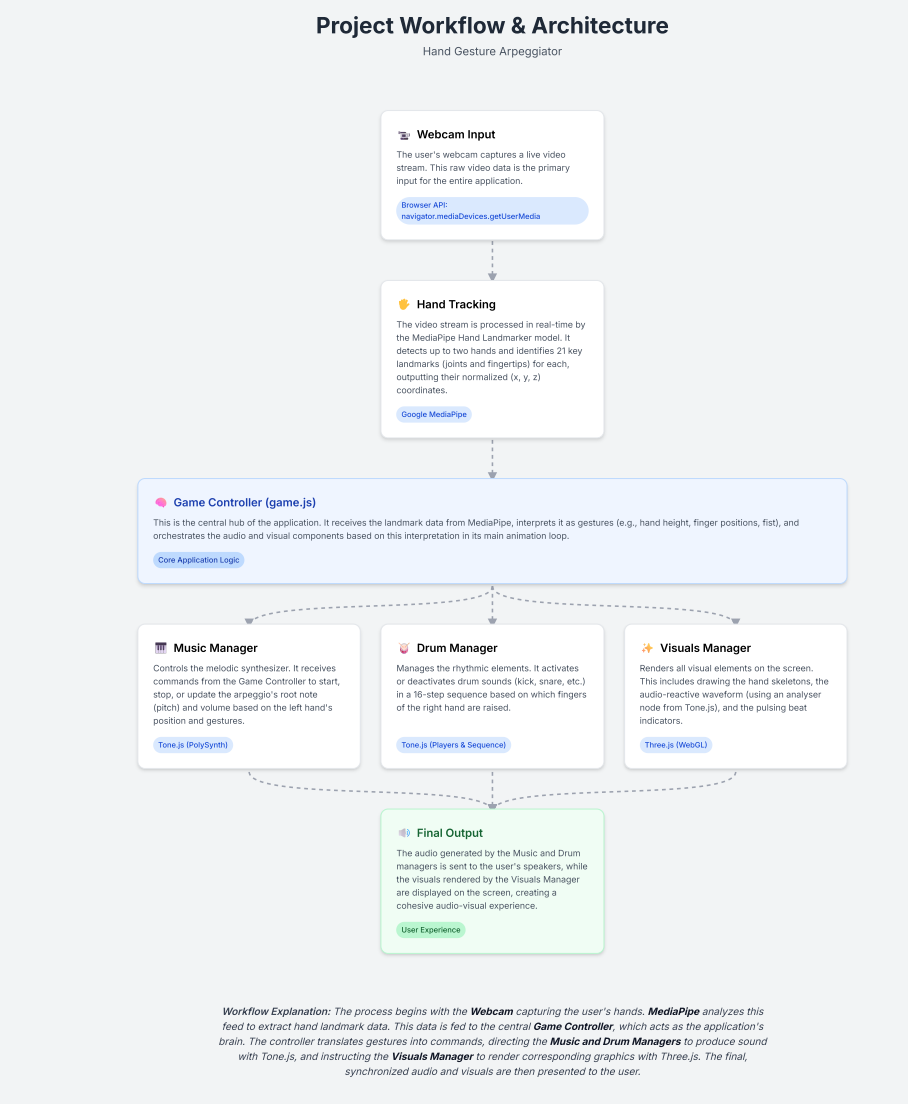 Project Workflow & Architecture
Hand Gesture Arpeggiator
Webcam Input
The user's webcam captures a live video
stream. This raw video data is the primary
input for the entire application.
Browser API:
navigator.mediaDevices.getUserMedia
Hand Tracking
The video stream is processed in real-time by
the MediaPipe Hand Landmarker model. It
detects up to two hands and identifies 21 key
landmarks (joints and fingertips) for each,
outputting their normalized (x, y, z)
coordinates.
Google MediaPipe
Game Controller (game.js)
This is the central hub of the application. It receives the landmark data from MediaPipe, interprets it as gestures (e.g., hand height, finger positions, fist), and
orchestrates the audio and visual components based on this interpretation in its main animation loop.
Core Application Logic
Music Manager
Controls the melodic synthesizer. It receives
commands from the Game Controller to start,
stop, or update the arpeggio's root note
(pitch) and volume based on the left hand's
position and gestures.
Tone.js (PolySynth)
Drum Manager
Manages the rhythmic elements. It activates
or deactivates drum sounds (kick, snare, etc.)
in a 16-step sequence based on which fingers
of the right hand are raised.
Tone.js (Players & Sequence)
Visuals Manager
Renders all visual elements on the screen.
This includes drawing the hand skeletons, the
audio-reactive waveform (using an analyser
node from Tone.js), and the pulsing beat
indicators.
Three.js (WebGL)
Final Output
The audio generated by the Music and Drum
managers is sent to the user's speakers, while
the visuals rendered by the Visuals Manager
are displayed on the screen, creating a
cohesive audio-visual experience.
User Experience
Workflow Explanation: The process begins with the Webcam capturing the user's hands. MediaPipe analyzes this
feed to extract hand landmark data. This data is fed to the central Game Controller, which acts as the application's
brain. The controller translates gestures into commands, directing the Music and Drum Managers to produce sound
with Tone.js, and instructing the Visuals Manager to render corresponding graphics with Three.js. The final,
synchronized audio and visuals are then presented to the user.